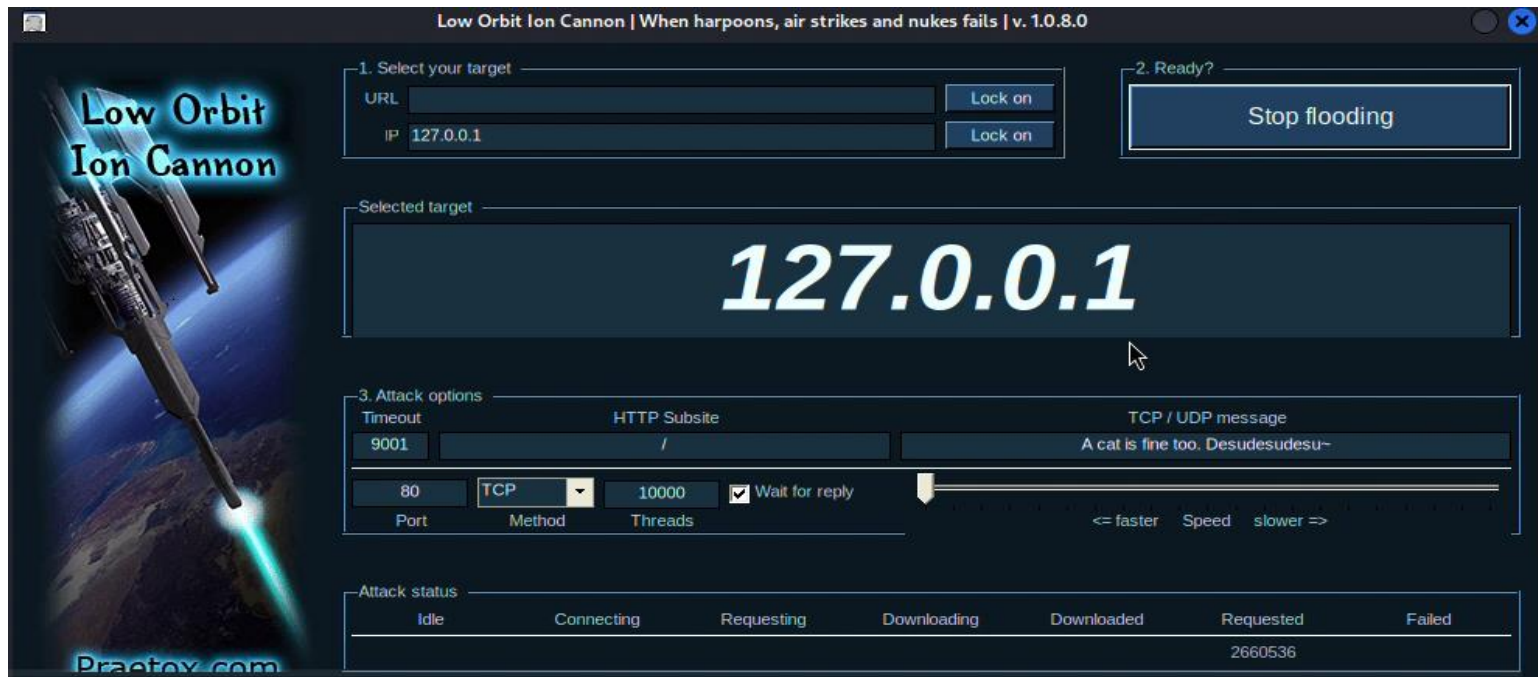 Low Orbit Ion Cannon | When harpoons, air strikes and nukes fails | v. 1.0.8.0
Low Orbit
Ion Cannon
Praetox.com
1. Select your target
URL Lock on
IP 127.0.0.1 Lock on
2. Ready?
Stop flooding
Selected target
127.0.0.1
3. Attack options
Timeout HTTP Subsite TCP / UDP message
9001 / A cat is fine too. Desudesudesu~
80 TCP 10000 Wait for reply
Port Method Threads <= faster Speed slower =>
Attack status
Idle Connecting Requesting Downloading Downloaded Requested Failed
2660536